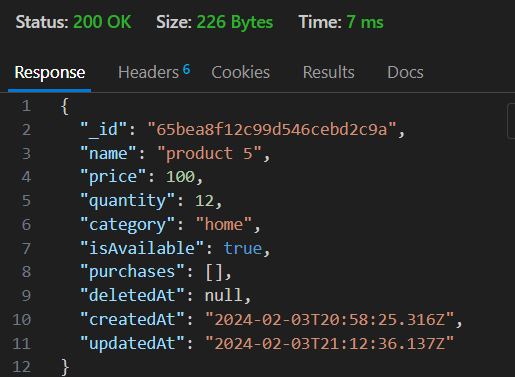 Status: 200 OK Size: 226 Bytes Time: 7 ms
Response Headers 6 Cookies Results Docs
1 {
2 "_id": "65bea8f12c99d546cebd2c9a",
3 "name": "product 5",
4 "price": 100,
5 "quantity": 12,
6 "category": "home",
7 "isAvailable": true,
8 "purchases": [],
9 "deletedAt": null,
10 "createdAt": "2024-02-03T20:58:25.316Z",
11 "updatedAt": "2024-02-03T21:12:36.137Z"
12 }